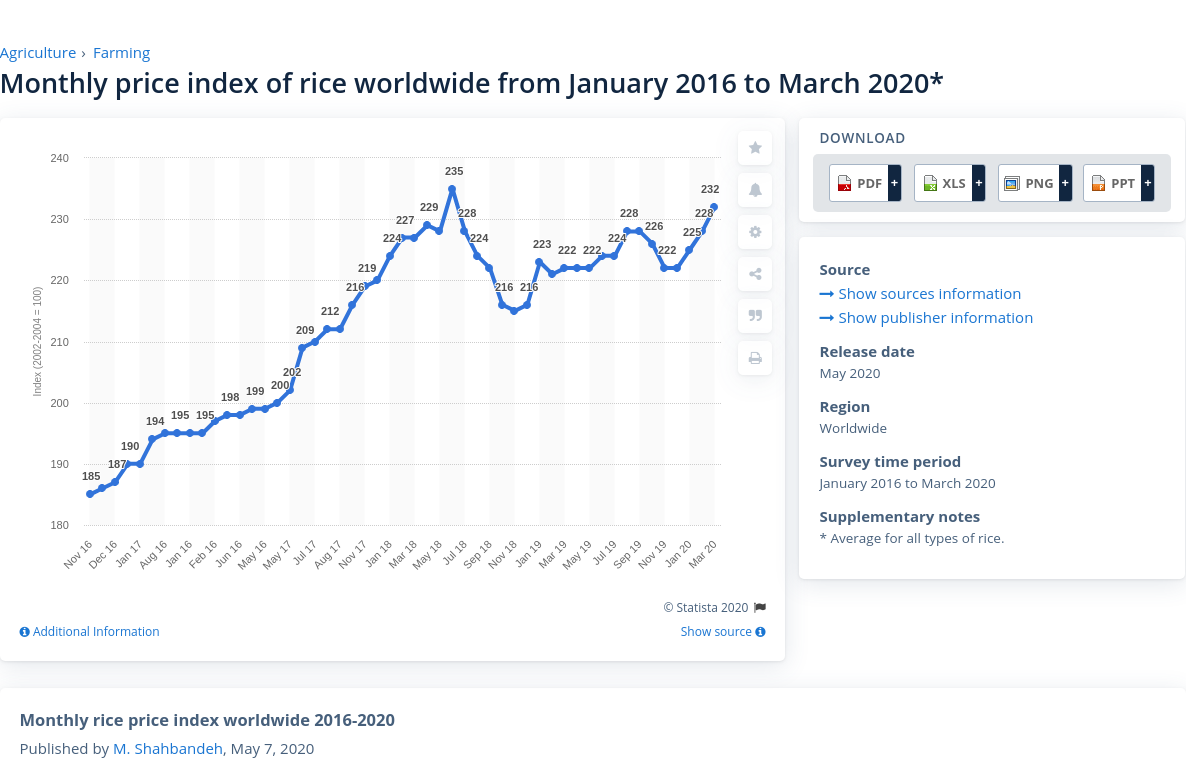 Agriculture › Farming
Monthly price index of rice worldwide from January 2016 to March 2020*
240
230
220
210
200
190
180
Index (2002-2004 = 100)
185
187
190
194
195
195
198
199
200
202
209
212
216
219
224
227
229
235
228
224
216
216
223
222
222
224
228
226
222
225
228
232
Nov 16
Dec 16
Jan 17
Aug 16
Jan 16
Feb 16
Jun 16
May 16
May 17
Jul 17
Aug 17
Nov 17
Jan 18
Mar 18
May 18
Jul 18
Sep 18
Nov 18
Jan 19
Mar 19
May 19
Jul 19
Sep 19
Nov 19
Jan 20
Mar 20
© Statista 2020
Additional Information
Show source
DOWNLOAD
PDF + XLS + PNG + PPT +
Source
Show sources information
Show publisher information
Release date
May 2020
Region
Worldwide
Survey time period
January 2016 to March 2020
Supplementary notes
* Average for all types of rice.
Monthly rice price index worldwide 2016-2020
Published by M. Shahbandeh, May 7, 2020